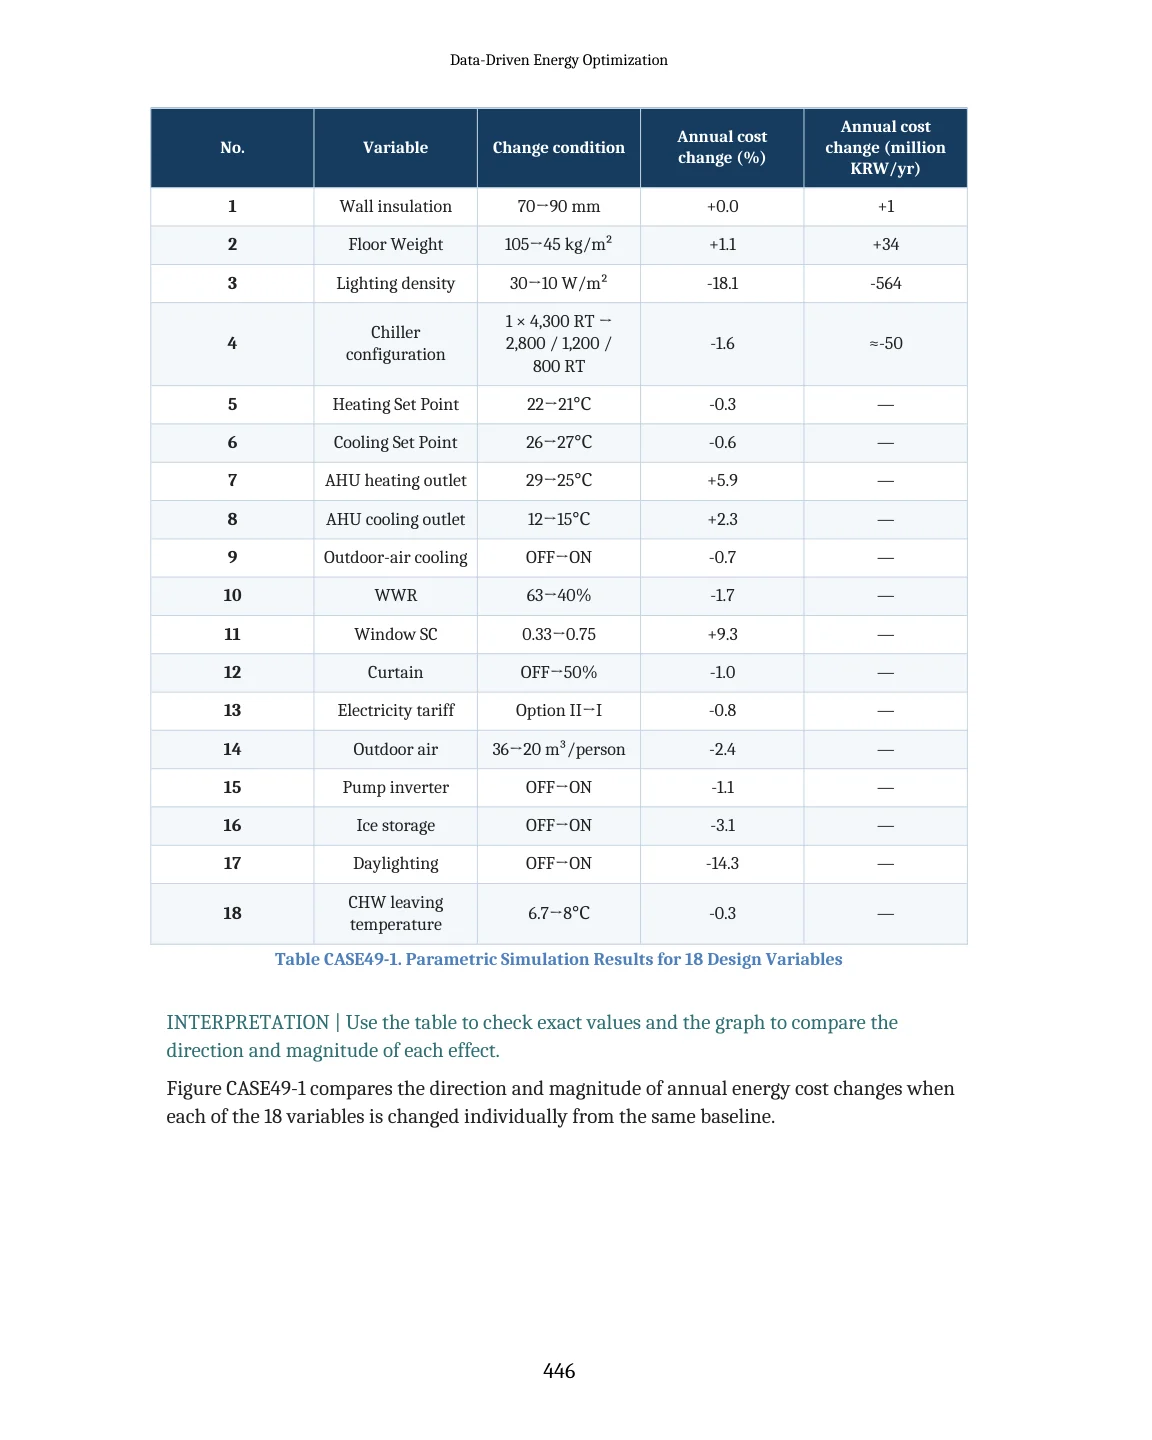 Data-Driven Energy Optimization
No. Variable Change condition Annual cost change (%) Annual cost change (million KRW/yr)
1 Wall insulation 70→90 mm +0.0 +1
2 Floor Weight 105→45 kg/m² +1.1 +34
3 Lighting density 30→10 W/m² -18.1 -564
4 Chiller configuration 1 × 4,300 RT → 2,800 / 1,200 / 800 RT -1.6 ≈-50
5 Heating Set Point 22→21°C -0.3 —
6 Cooling Set Point 26→27°C -0.6 —
7 AHU heating outlet 29→25°C +5.9 —
8 AHU cooling outlet 12→15°C +2.3 —
9 Outdoor-air cooling OFF→ON -0.7 —
10 WWR 63→40% -1.7 —
11 Window SC 0.33→0.75 +9.3 —
12 Curtain OFF→50% -1.0 —
13 Electricity tariff Option II→I -0.8 —
14 Outdoor air 36→20 m³/person -2.4 —
15 Pump inverter OFF→ON -1.1 —
16 Ice storage OFF→ON -3.1 —
17 Daylighting OFF→ON -14.3 —
18 CHW leaving temperature 6.7→8°C -0.3 —
Table CASE49-1. Parametric Simulation Results for 18 Design Variables
INTERPRETATION | Use the table to check exact values and the graph to compare the
direction and magnitude of each effect.
Figure CASE49-1 compares the direction and magnitude of annual energy cost changes when
each of the 18 variables is changed individually from the same baseline.
446